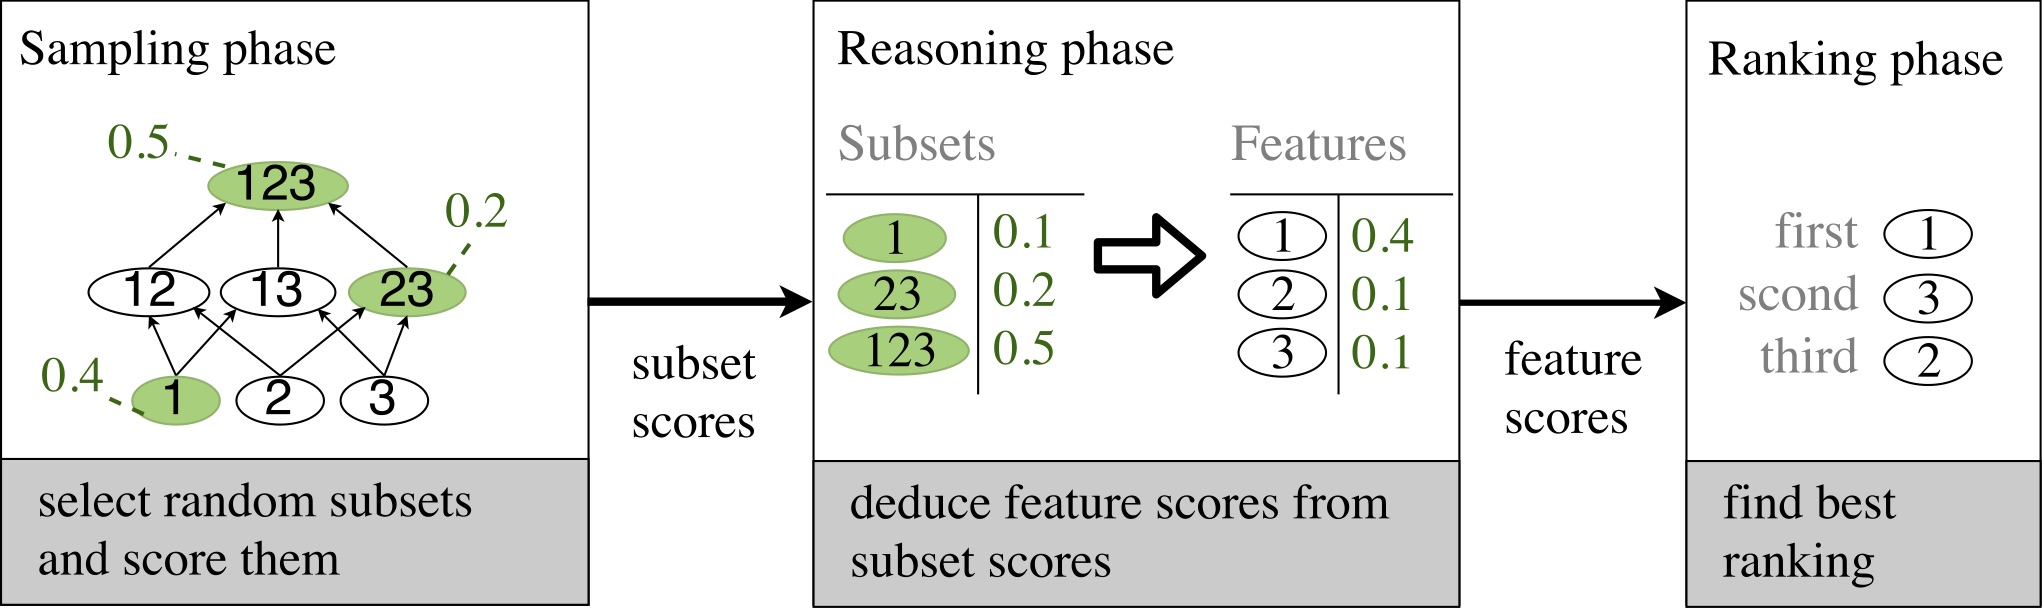 Sampling phase
0.5
123
0.2
12 13 23
0.4
1 2 3
select random subsets
and score them
subset
scores
Reasoning phase
Subsets Features
1 0.1 1 0.4
23 0.2 2 0.1
123 0.5 3 0.1
deduce feature scores from
subset scores
feature
scores
Ranking phase
first 1
scond 3
third 2
find best
ranking